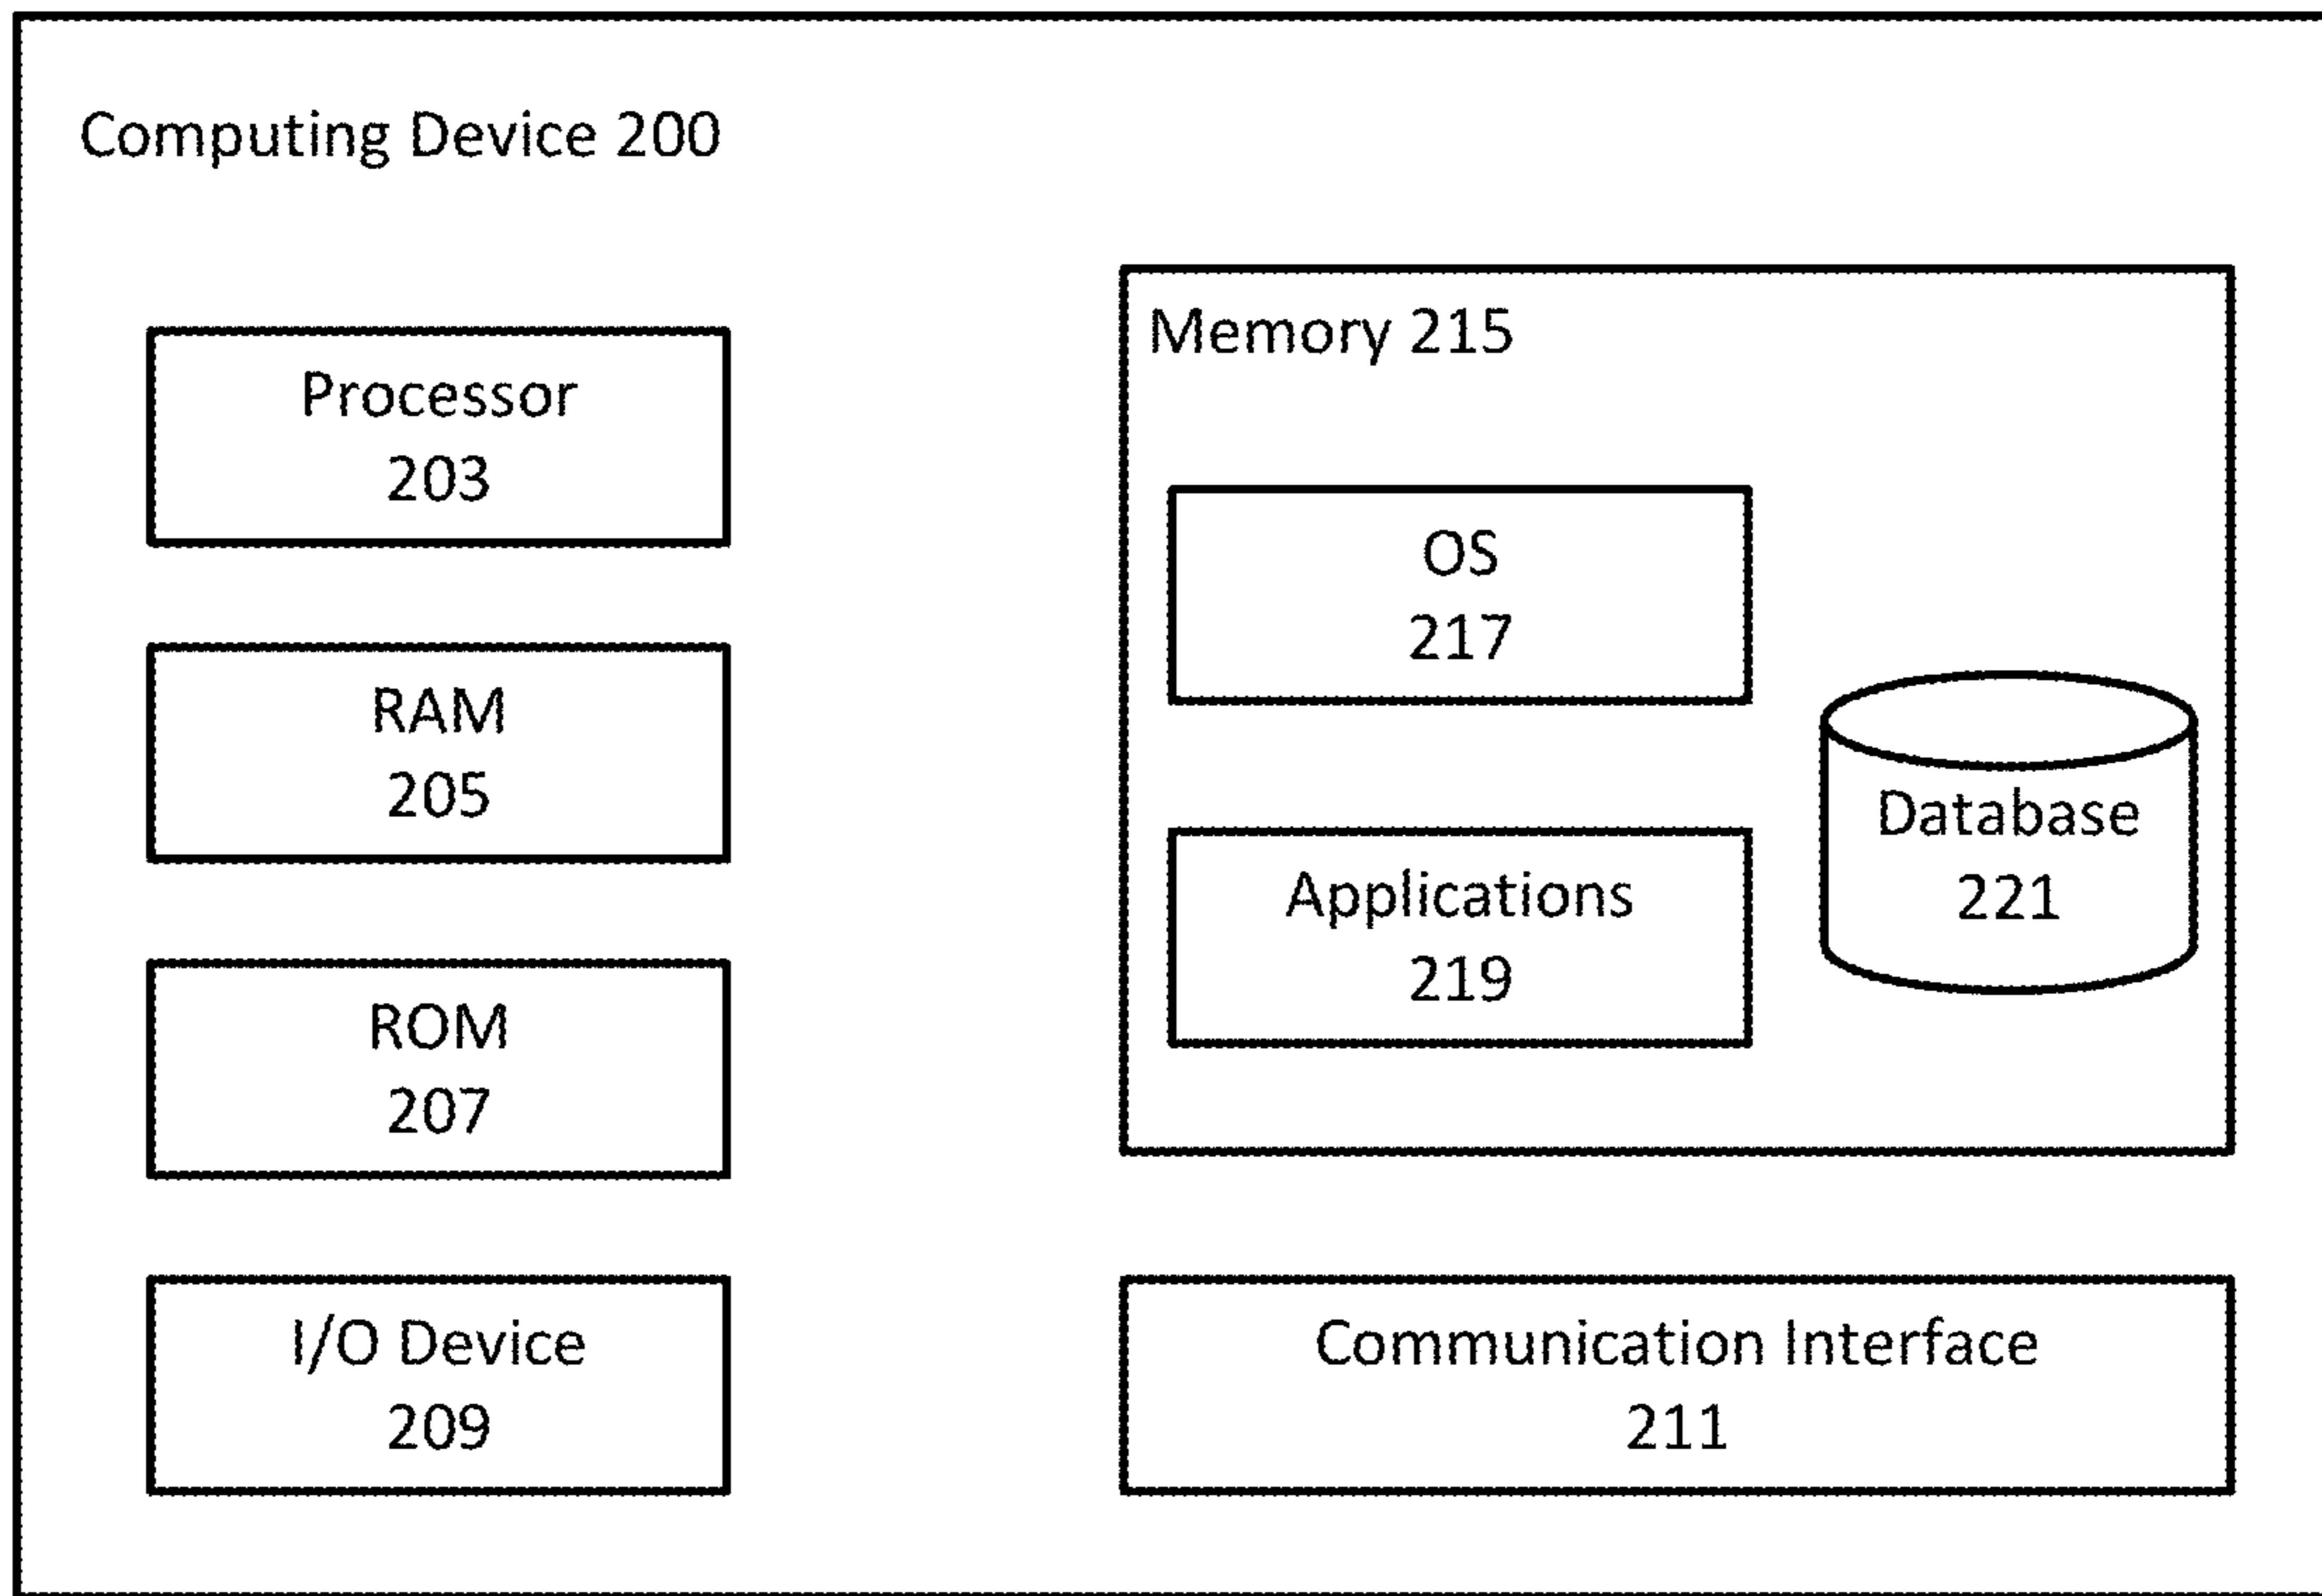 Computing Device 200
Processor
203
RAM
205
ROM
207
I/O Device
209
Memory 215
OS
217
Applications
219
Database
221
Communication Interface
211